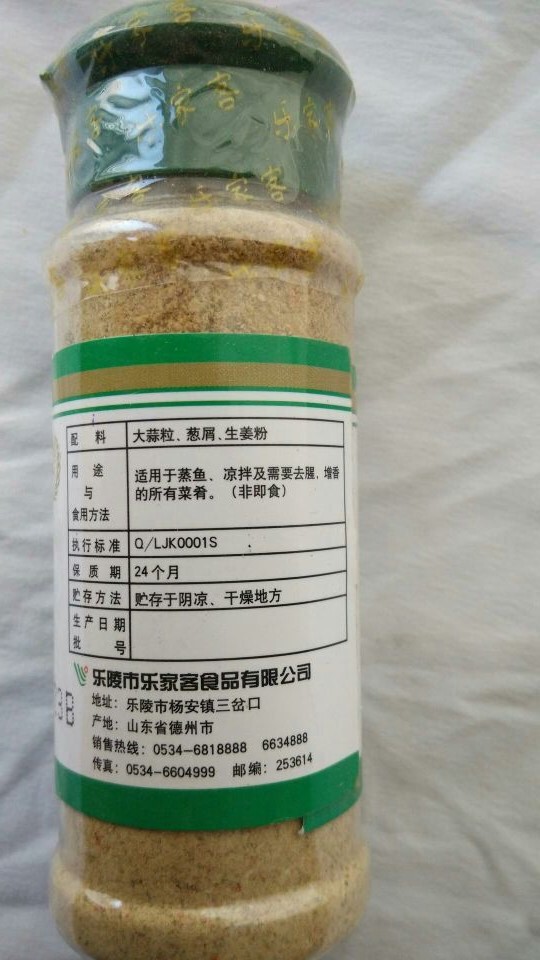 乐家客
乐家客
乐家客
配料 大蒜粒、葱屑、生姜粉
用途与食用方法 适用于蒸鱼、凉拌及需要去腥、增香
的所有菜肴。（非即食）
执行标准 Q/LJK0001S
保质期 24个月
贮存方法 贮存于阴凉、干燥地方
生产日期
批号
乐陵市乐家客食品有限公司
地址：乐陵市杨安镇三岔口
产地：山东省德州市
销售热线：0534-6818888 6634888
传真：0534-6604999 邮编：253614